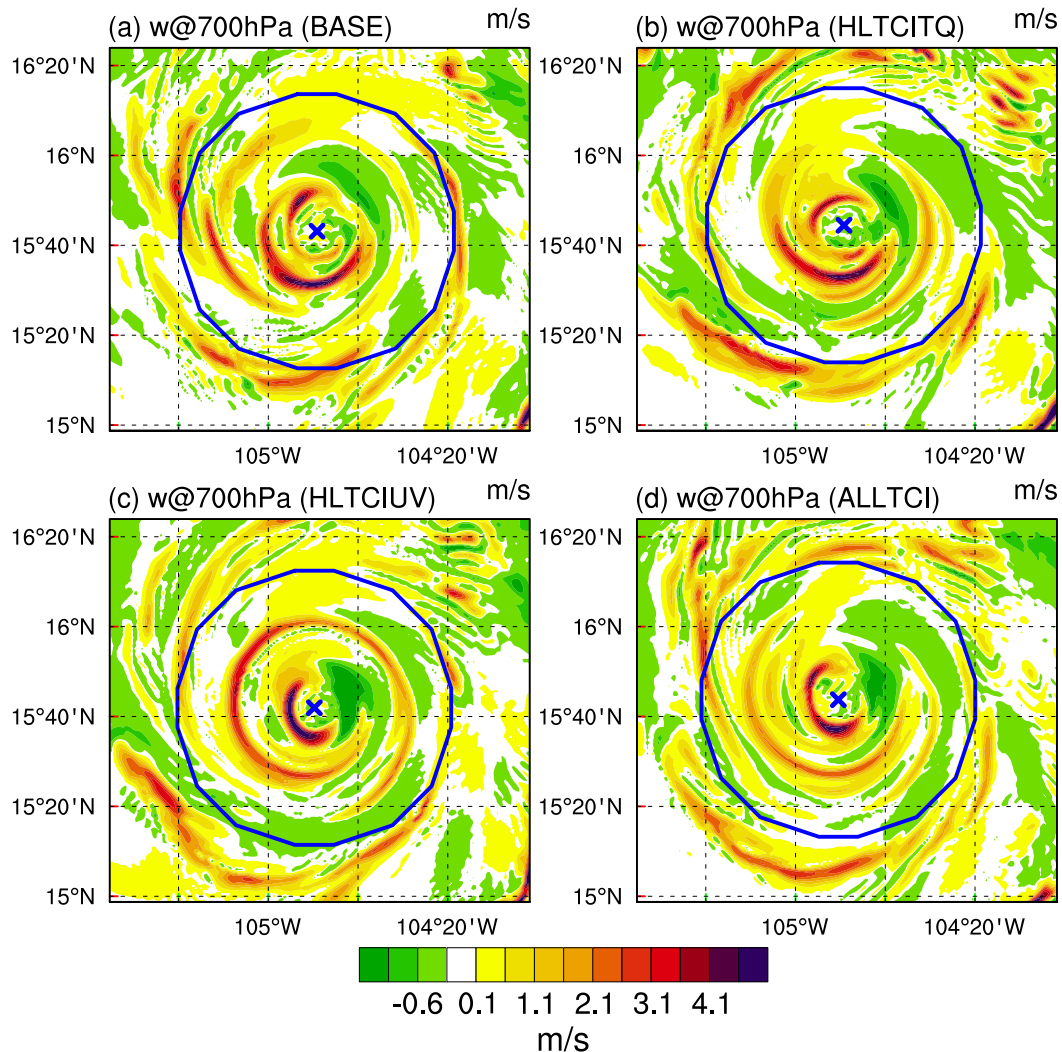 (a) w@700hPa (BASE) m/s
16°20'N
16°N
15°40'N
15°20'N
15°N
105°W 104°20'W
(b) w@700hPa (HLTCITQ) m/s
16°20'N
16°N
15°40'N
15°20'N
15°N
105°W 104°20'W
(c) w@700hPa (HLTCIUV) m/s
16°20'N
16°N
15°40'N
15°20'N
15°N
105°W 104°20'W
(d) w@700hPa (ALLTCI) m/s
16°20'N
16°N
15°40'N
15°20'N
15°N
105°W 104°20'W
-0.6 0.1 1.1 2.1 3.1 4.1
m/s